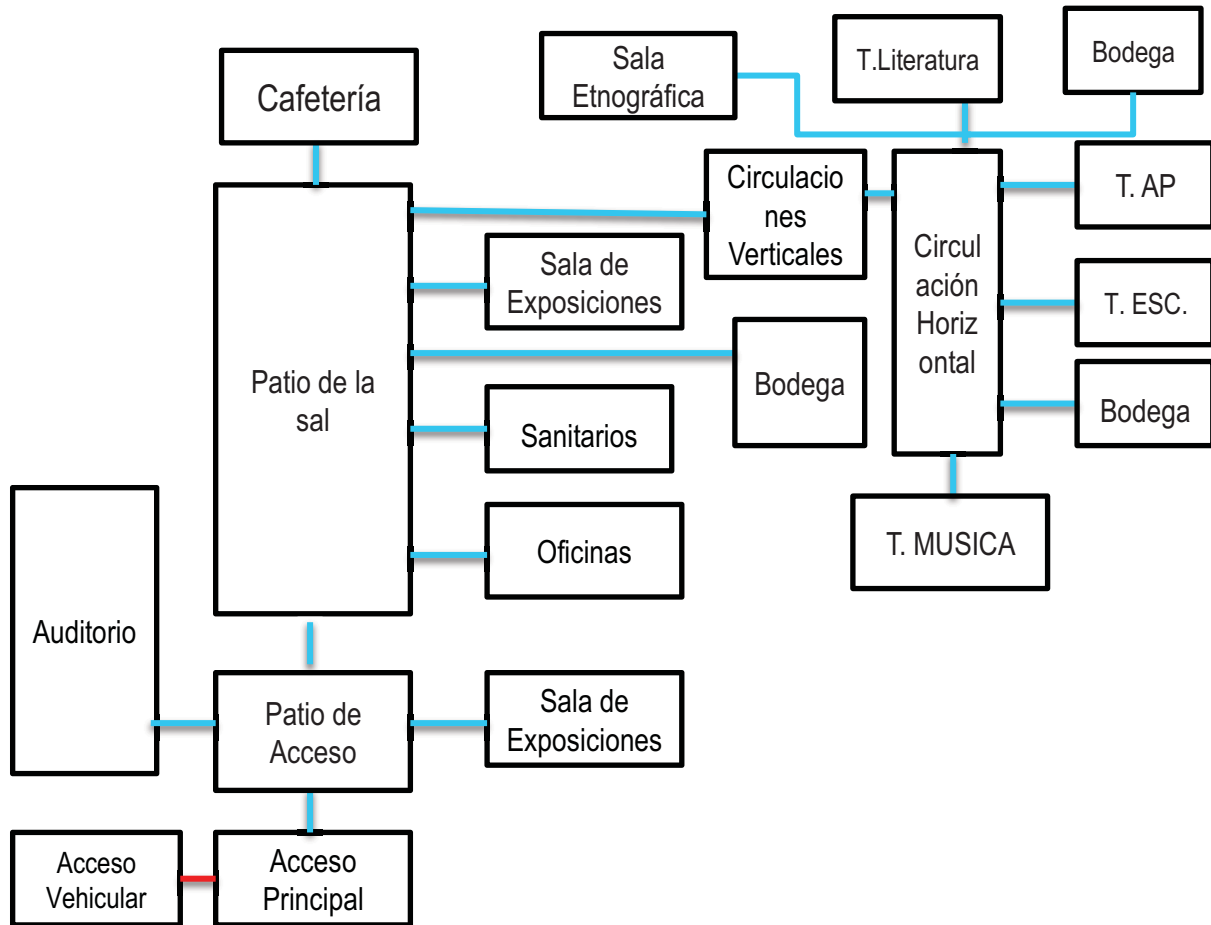 Sala
Etnográfica
T.Literatura
Bodega
Cafetería
Circulacio
nes
Verticales
T. AP
Circul
ación
Horiz
ontal
Sala de
Exposiciones
T. ESC.
Patio de la
sal
Bodega
Bodega
Sanitarios
T. MUSICA
Oficinas
Auditorio
Patio de
Acceso
Sala de
Exposiciones
Acceso
Vehicular
Acceso
Principal